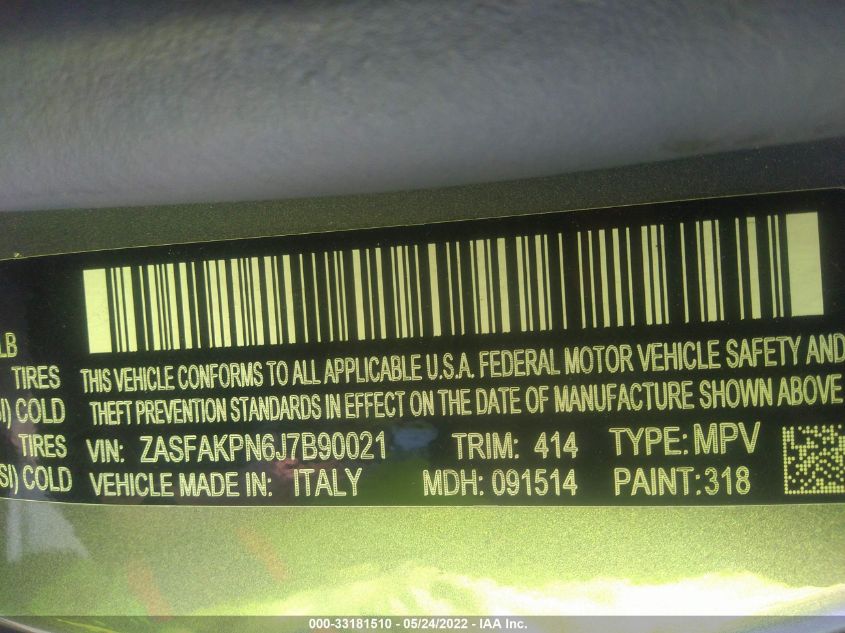 LB
TIRES THIS VEHICLE CONFORMS TO ALL APPLICABLE U.S.A. FEDERAL MOTOR VEHICLE SAFETY AND
SI) COLD THEFT PREVENTION STANDARDS IN EFFECT ON THE DATE OF MANUFACTURE SHOWN ABOVE
TIRES VIN: ZASFAKPN6J7B90021 TRIM: 414 TYPE: MPV
SI) COLD VEHICLE MADE IN: ITALY MDH: 091514 PAINT: 318
000-33181510 - 05/24/2022 - IAA Inc.